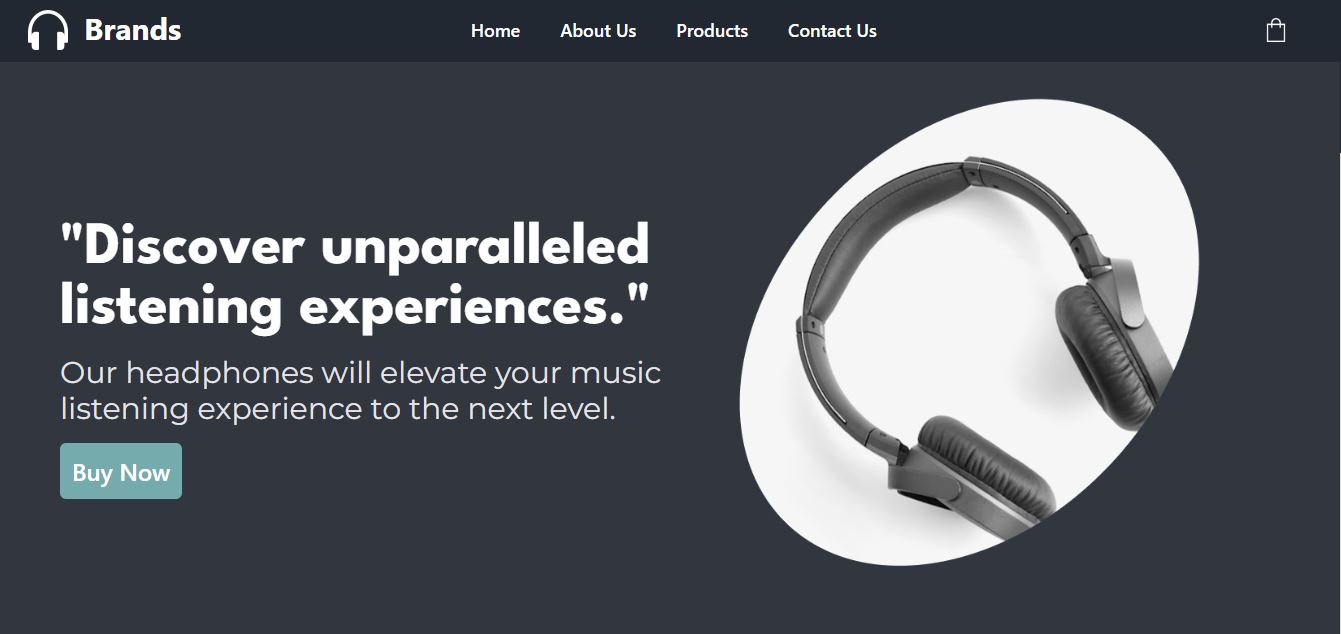 Brands
Home About Us Products Contact Us
"Discover unparalleled
listening experiences."
Our headphones will elevate your music
listening experience to the next level.
Buy Now